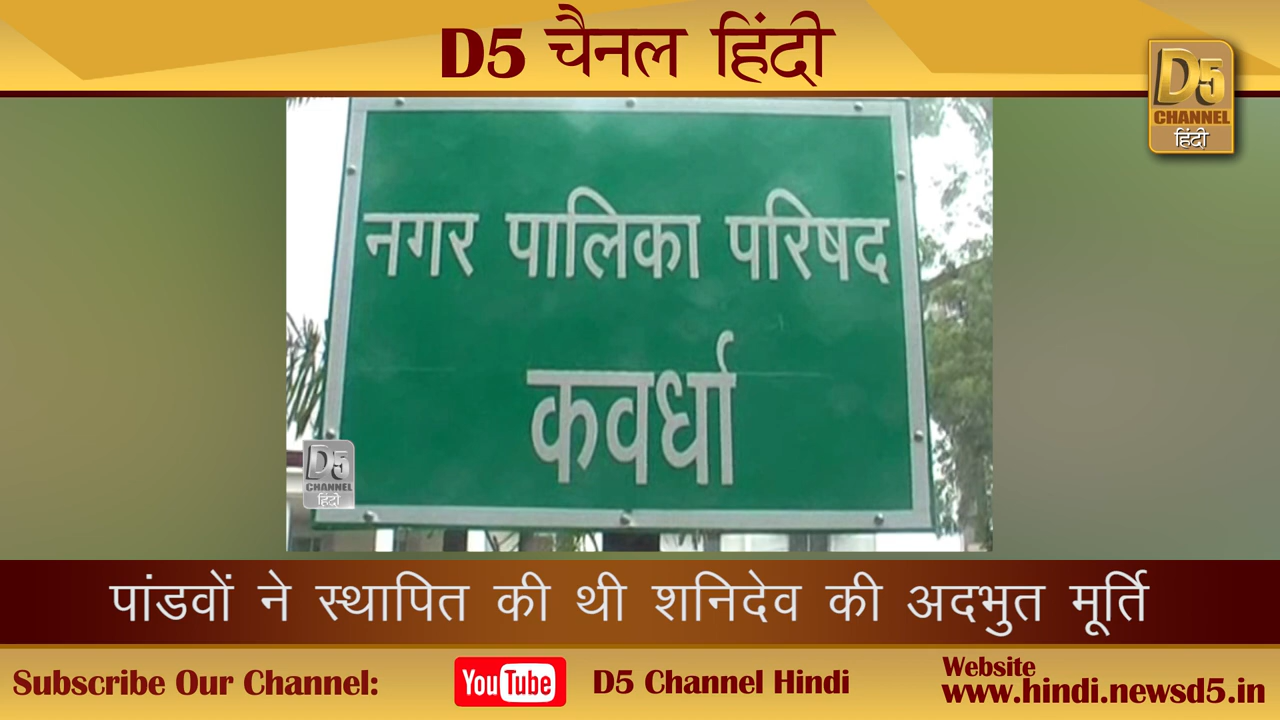 D5 चैनल हिंदी
D5
CHANNEL
हिंदी
नगर पालिका परिषद
कवर्धा
D5
CHANNEL
हिंदी
पांडवों ने स्थापित की थी शनिदेव की अदभुत मूर्ति
Subscribe Our Channel: YouTube D5 Channel Hindi
Website
www.hindi.newsd5.in